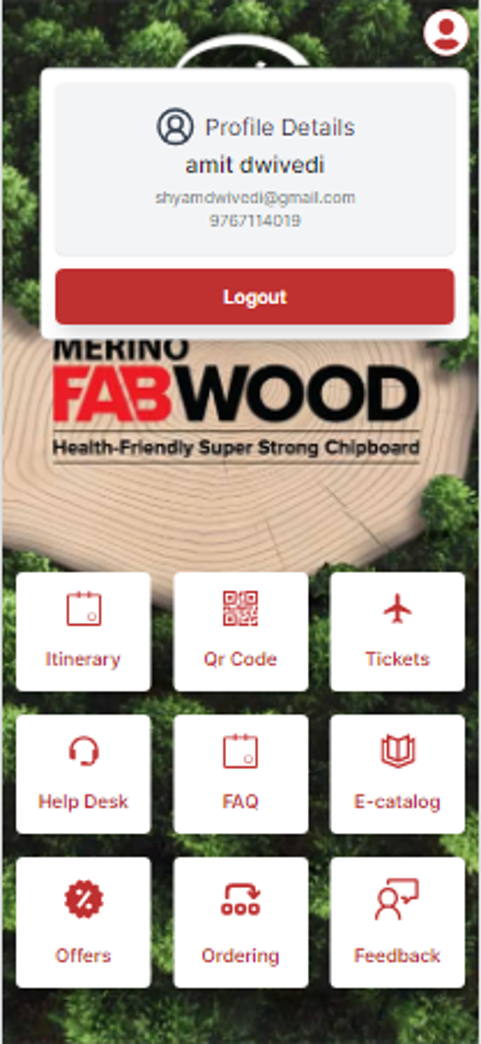 Profile Details
amit dwivedi
shyamdwivedi@gmail.com
9767114019
Logout
MERINO
FABWOOD
Health-Friendly Super Strong Chipboard
Itinerary
Qr Code
Tickets
Help Desk
FAQ
E-catalog
Offers
Ordering
Feedback